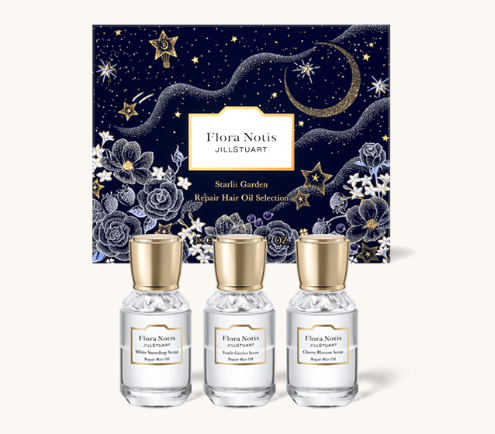 Flora Notis
JILLSTUART
Starlit Garden
Repair Hair Oil Selection
OZ
Flora Notis
JILLSTUART
White Snowdrop Scent
Repair Hair Oil
Flora Notis
JILLSTUART
Starlit Garden Scent
Repair Hair Oil
Flora Notis
JILLSTUART
Cherry Blossom Scent
Repair Hair Oil